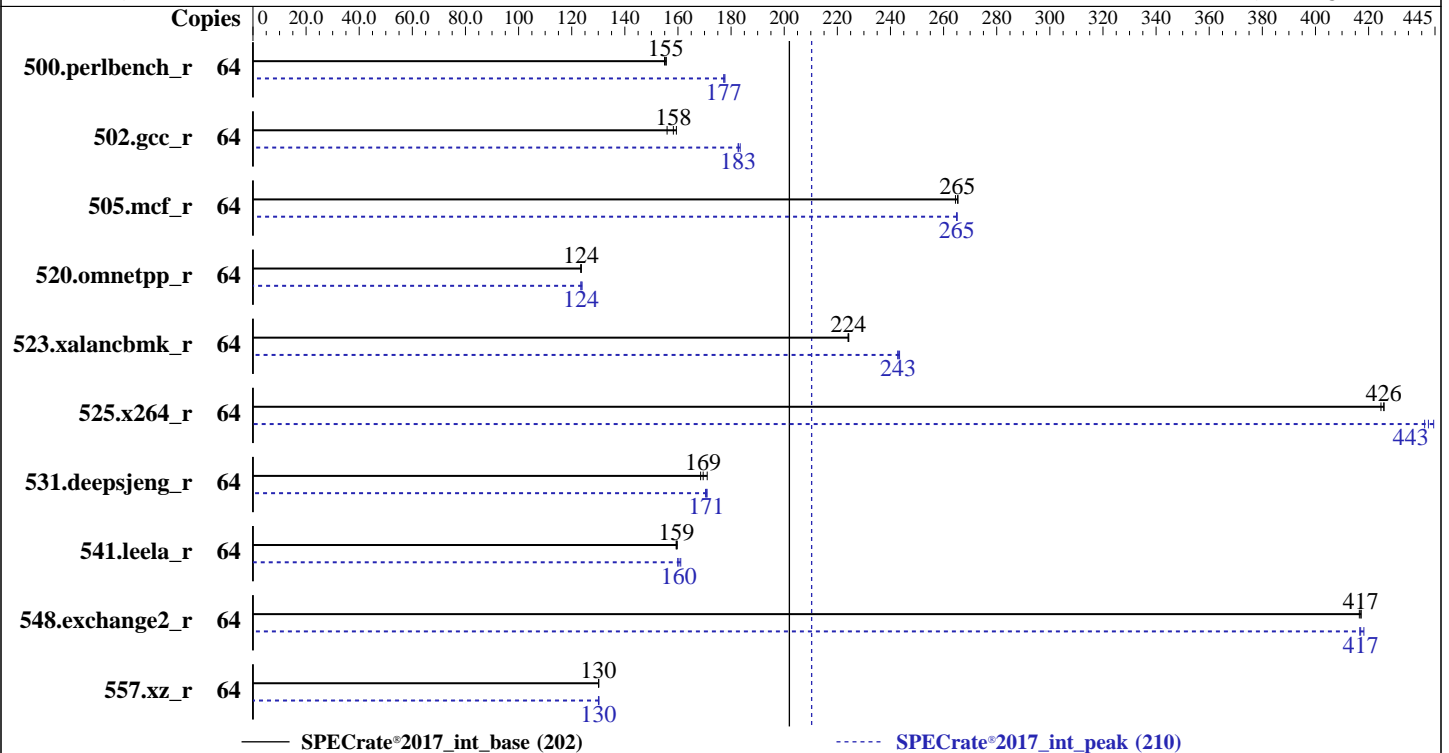 Copies 0 20.0 40.0 60.0 80.0 100 120 140 160 180 200 220 240 260 280 300 320 340 360 380 400 420 445
500.perlbench_r 64 155
177
502.gcc_r 64 158
183
505.mcf_r 64 265
265
520.omnetpp_r 64 124
124
523.xalancbmk_r 64 224
243
525.x264_r 64 426
443
531.deepsjeng_r 64 169
171
541.leela_r 64 159
160
548.exchange2_r 64 417
417
557.xz_r 64 130
130
SPECrate®2017_int_base (202) SPECrate®2017_int_peak (210)